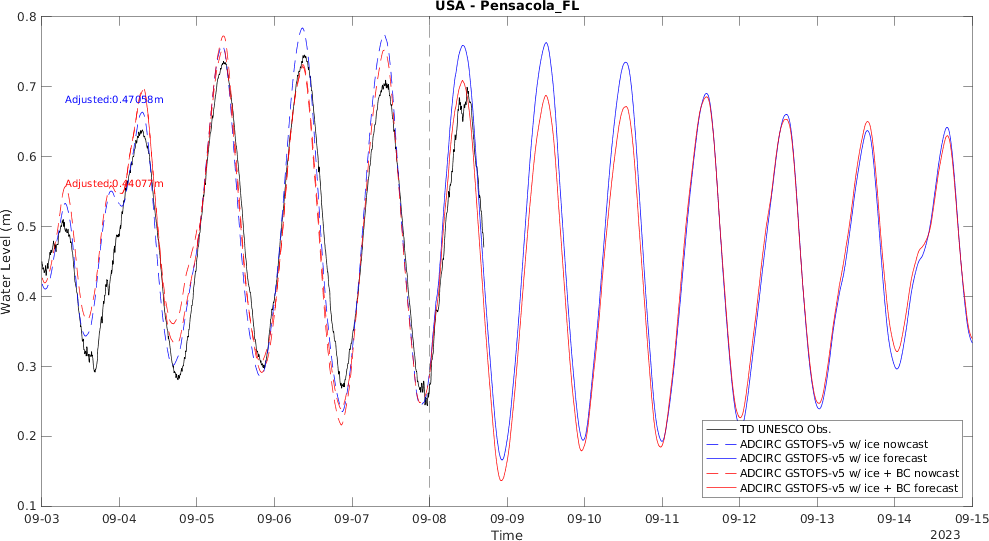 USA - Pensacola_FL
0.8
0.7
0.6
0.5
0.4
0.3
0.2
0.1
Water Level (m)
Adjusted:0.47058m
Adjusted:0.44077m
TD UNESCO Obs.
ADCIRC GSTOFS-v5 w/ ice nowcast
ADCIRC GSTOFS-v5 w/ ice forecast
ADCIRC GSTOFS-v5 w/ ice + BC nowcast
ADCIRC GSTOFS-v5 w/ ice + BC forecast
09-03 09-04 09-05 09-06 09-07 09-08 09-09 09-10 09-11 09-12 09-13 09-14 09-15
Time
2023